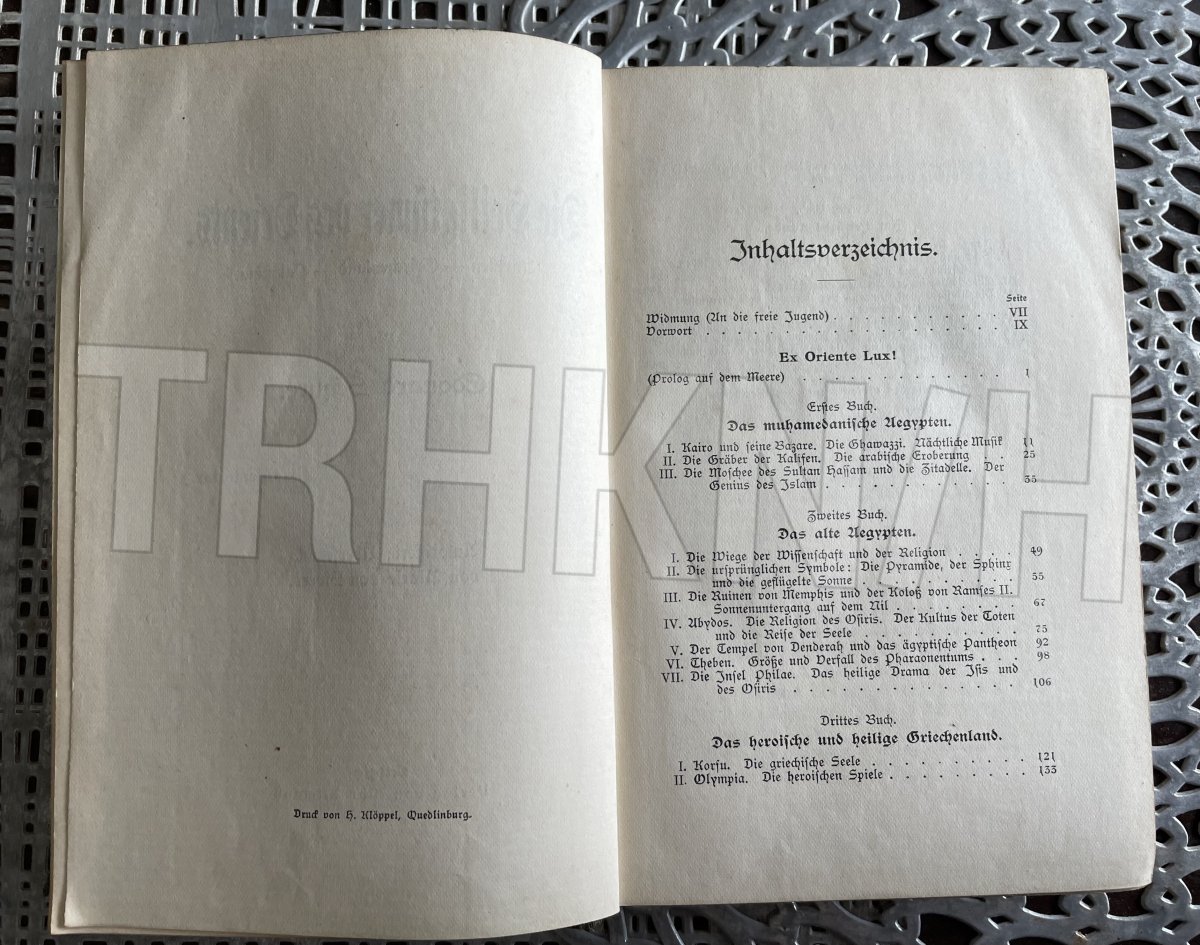 Druck von H. Klöppel, Quedlinburg.
Inhaltsverzeichnis.
Seite
Widmung (An die freie Jugend) . . . . . . . . . . VII
Vorwort . . . . . . . . . . . . . . . . . . IX
Ex Oriente Lux!
(Prolog auf dem Meere) . . . . . . . . . . . . 1
Erstes Buch.
Das muhamedanische Aegypten.
I. Kairo und seine Bazare. Die Ghawazzi. Nächtliche Musik 11
II. Die Gräber der Kalifen. Die arabische Eroberung . . 25
III. Die Moschee des Sultan Hassam und die Zitadelle. Der
Genius des Islam . . . . . . . . . . . 35
Zweites Buch.
Das alte Aegypten.
I. Die Wiege der Wissenschaft und der Religion . . . . 49
II. Die ursprünglichen Symbole: Die Pyramide, der Sphinx
und die geflügelte Sonne . . . . . . . . . 55
III. Die Ruinen von Memphis und der Koloß von Ramses II.
Sonnenuntergang auf dem Nil . . . . . . . 67
IV. Abydos. Die Religion des Osiris. Der Kultus der Toten
und die Reise der Seele . . . . . . . . . 75
V. Der Tempel von Denderah und das ägyptische Pantheon 92
VI. Theben. Größe und Verfall des Pharaonentums . . . 98
VII. Die Insel Philae. Das heilige Drama der Isis und
des Osiris . . . . . . . . . . . . . 106
Drittes Buch.
Das heroische und heilige Griechenland.
I. Korfu. Die griechische Seele . . . . . . . . . . 121
II. Olympia. Die heroischen Spiele . . . . . . . . . 133
TRHKNVH